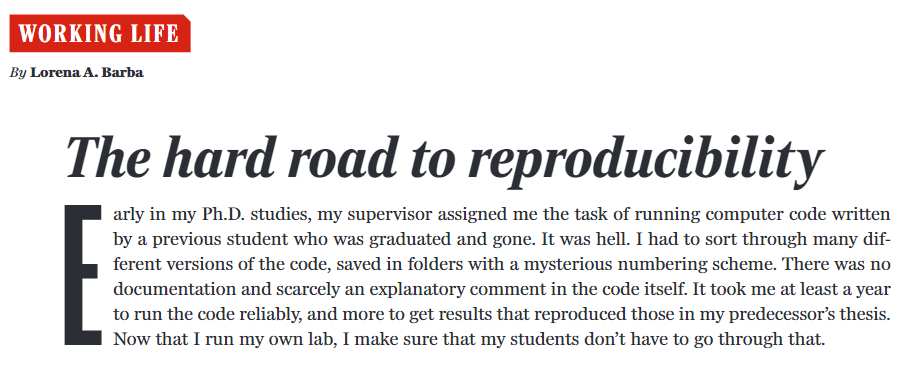 WORKING LIFE
By Lorena A. Barba
The hard road to reproducibility
Early in my Ph.D. studies, my supervisor assigned me the task of running computer code written
by a previous student who was graduated and gone. It was hell. I had to sort through many dif-
ferent versions of the code, saved in folders with a mysterious numbering scheme. There was no
documentation and scarcely an explanatory comment in the code itself. It took me at least a year
to run the code reliably, and more to get results that reproduced those in my predecessor’s thesis.
Now that I run my own lab, I make sure that my students don’t have to go through that.